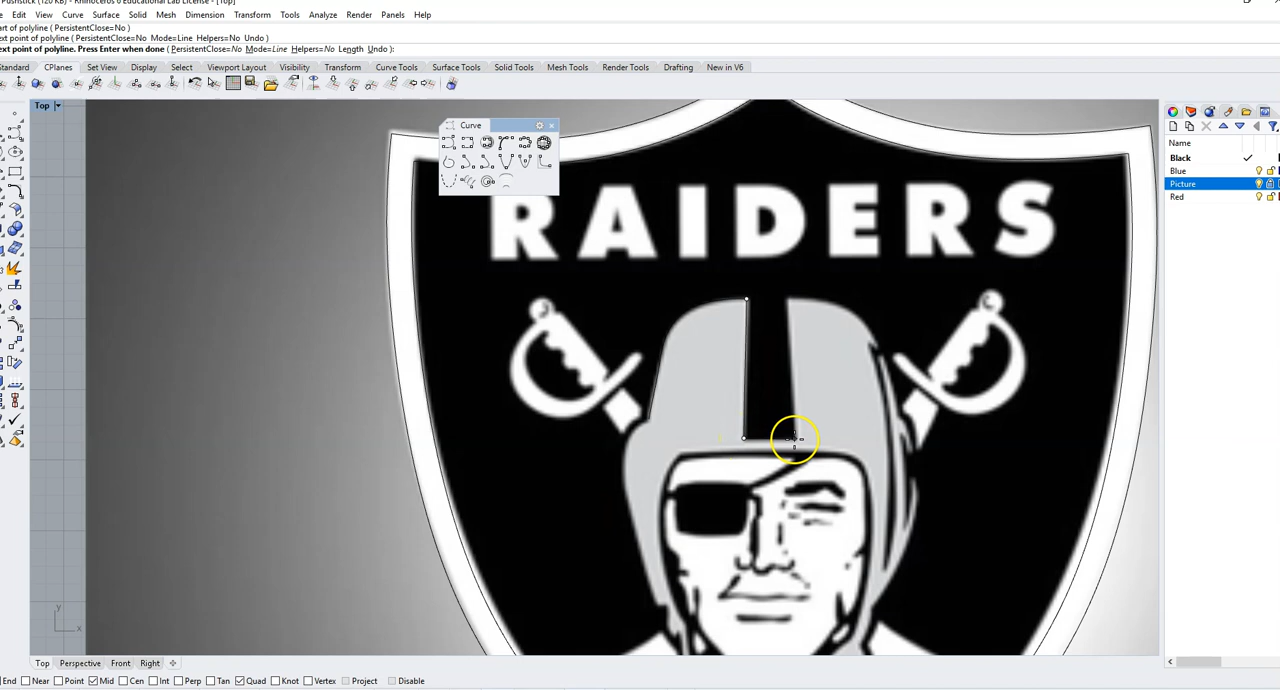 Pushstick (120 KB) - Rhinoceros 6 Educational Lab License - [Top]
Edit View Curve Surface Solid Mesh Dimension Transform Tools Analyze Render Panels Help
art of polyline ( PersistentClose=No )
ext point of polyline ( PersistentClose=No Mode=Line Helpers=No Undo )
ext point of polyline. Press Enter when done ( PersistentClose=No Mode=Line Helpers=No Length Undo ):
Standard CPlanes Set View Display Select Viewport Layout Visibility Transform Curve Tools Surface Tools Solid Tools Mesh Tools Render Tools Drafting New in V6
Top
Curve
Name
Black
Blue
Picture
Red
RAIDERS
y
x
Top Perspective Front Right
End Near Point Mid Cen Int Perp Tan Quad Knot Vertex Project Disable